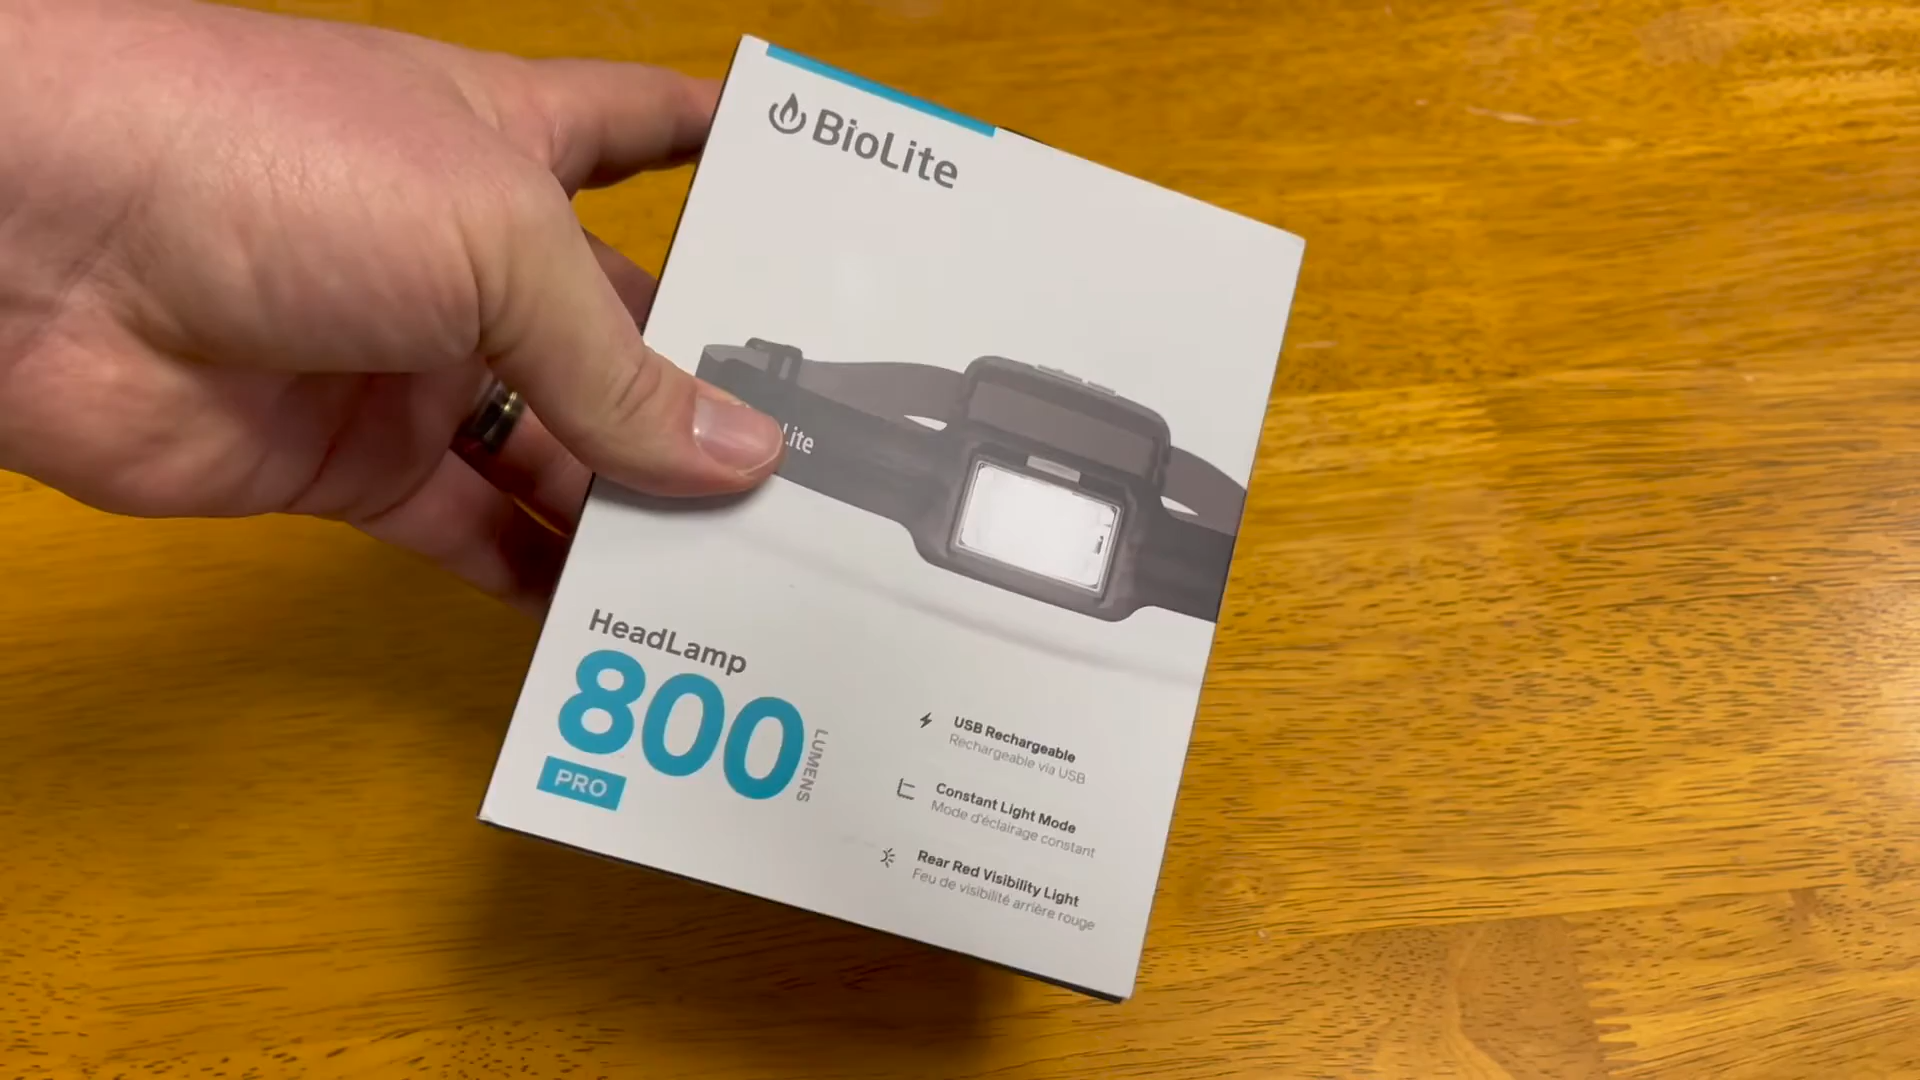 BioLite
Lite
HeadLamp
800
LUMENS
PRO
USB Rechargeable
Rechargeable via USB
Constant Light Mode
Mode d'éclairage constant
Rear Red Visibility Light
Feu de visibilité arrière rouge